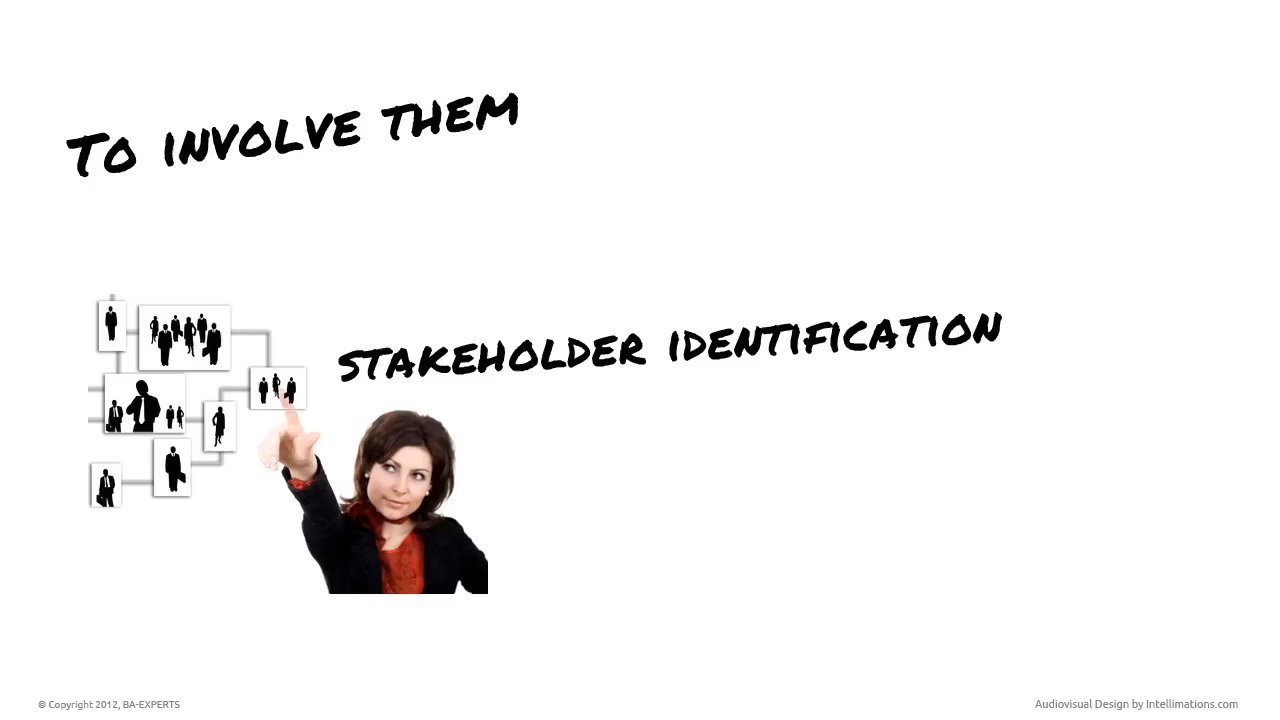 To involve them
stakeholder identification
© Copyright 2012, BA-EXPERTS
Audiovisual Design by Intellimations.com